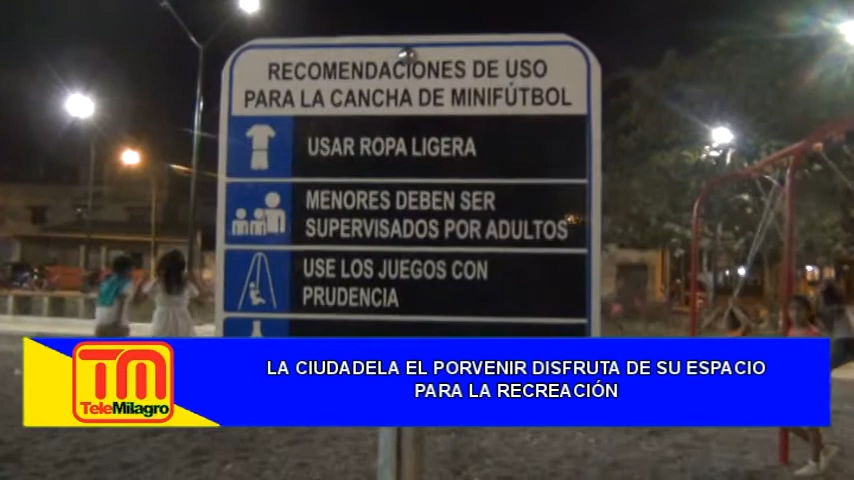 RECOMENDACIONES DE USO
PARA LA CANCHA DE MINIFÚTBOL
USAR ROPA LIGERA
MENORES DEBEN SER
SUPERVISADOS POR ADULTOS
USE LOS JUEGOS CON
PRUDENCIA
TM
TeleMilagro
LA CIUDADELA EL PORVENIR DISFRUTA DE SU ESPACIO
PARA LA RECREACIÓN